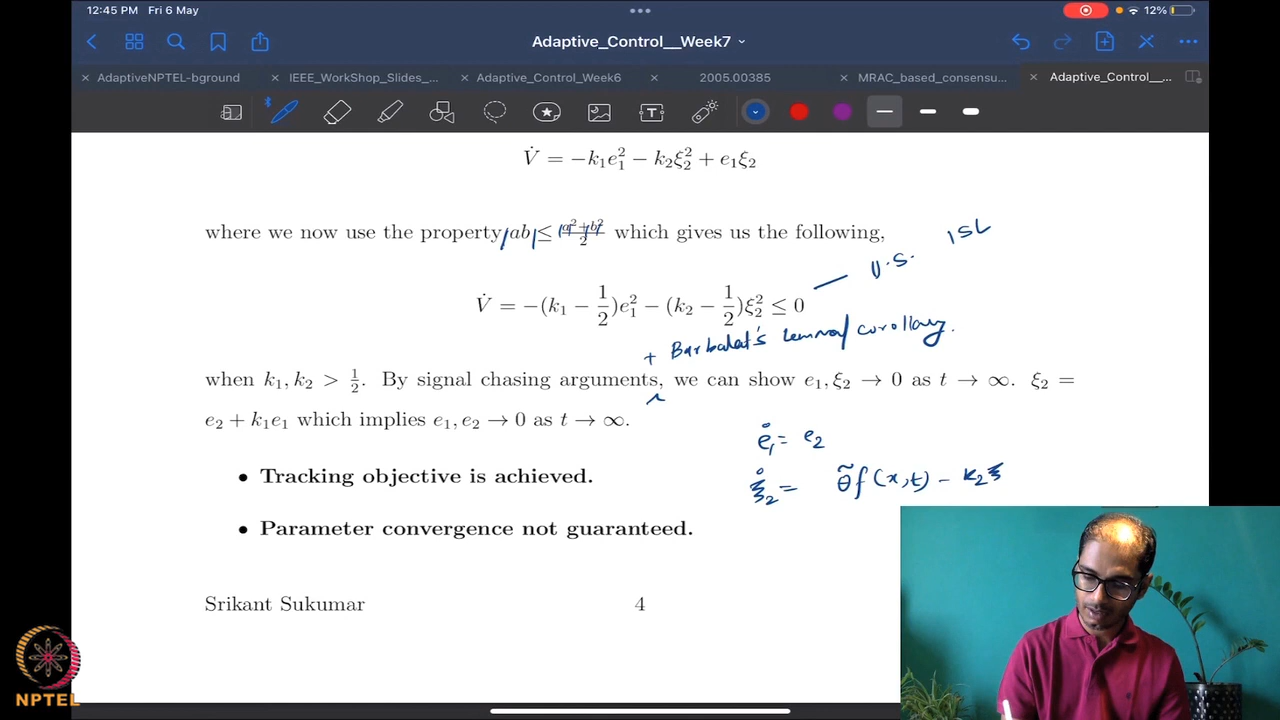 12:45 PM Fri 6 May
12%
Adaptive_Control__Week7
AdaptiveNPTEL-bground
IEEE_WorkShop_Slides_...
Adaptive_Control_Week6
2005.00385
MRAC_based_consensu...
Adaptive_Control__...
V̇ = −k₁e₁² − k₂ξ₂² + e₁ξ₂
where we now use the property |ab| ≤ (|a|²+|b|²)/2 which gives us the following,
U.S. ISL
V̇ = −(k₁ − 1/2)e₁² − (k₂ − 1/2)ξ₂² ≤ 0
+ Barbalat's lemma/corollary.
when k₁, k₂ > 1/2. By signal chasing arguments, we can show e₁, ξ₂ → 0 as t → ∞. ξ₂ =
e₂ + k₁e₁ which implies e₁, e₂ → 0 as t → ∞.
ė₁ = e₂
• Tracking objective is achieved.
ξ̇₂ = θ̃f(x,t) − k₂ξ
• Parameter convergence not guaranteed.
Srikant Sukumar
4
NPTEL